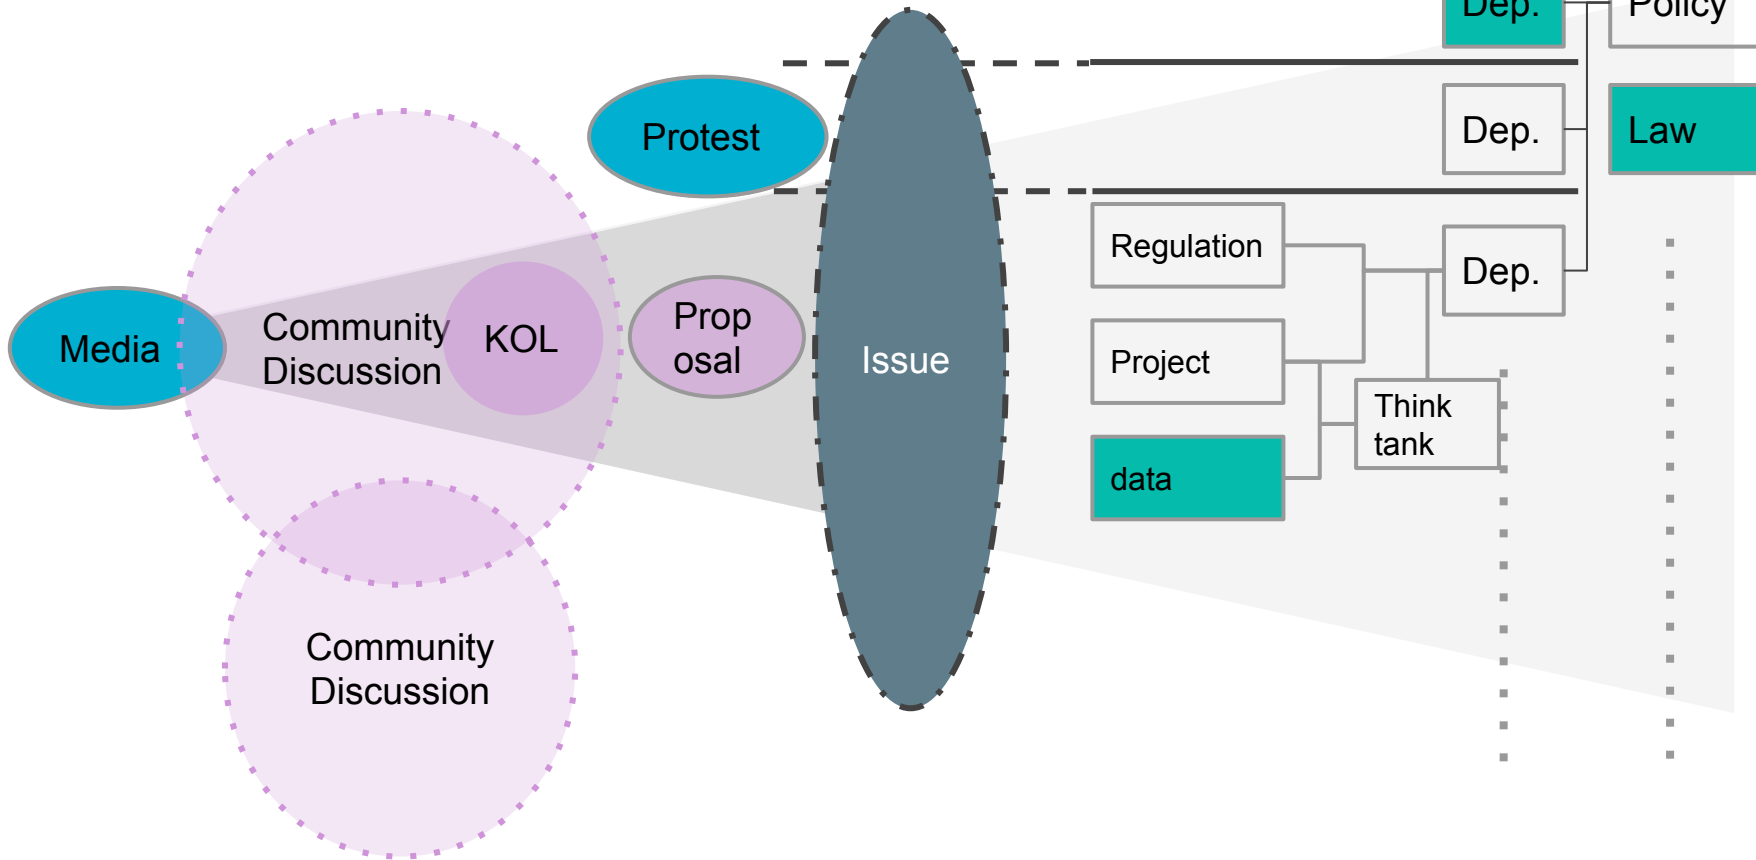 Dep.
Policy
Protest
Dep.
Law
Regulation
Dep.
Media
Community
Discussion
KOL
Prop
osal
Issue
Project
Think
tank
data
Community
Discussion